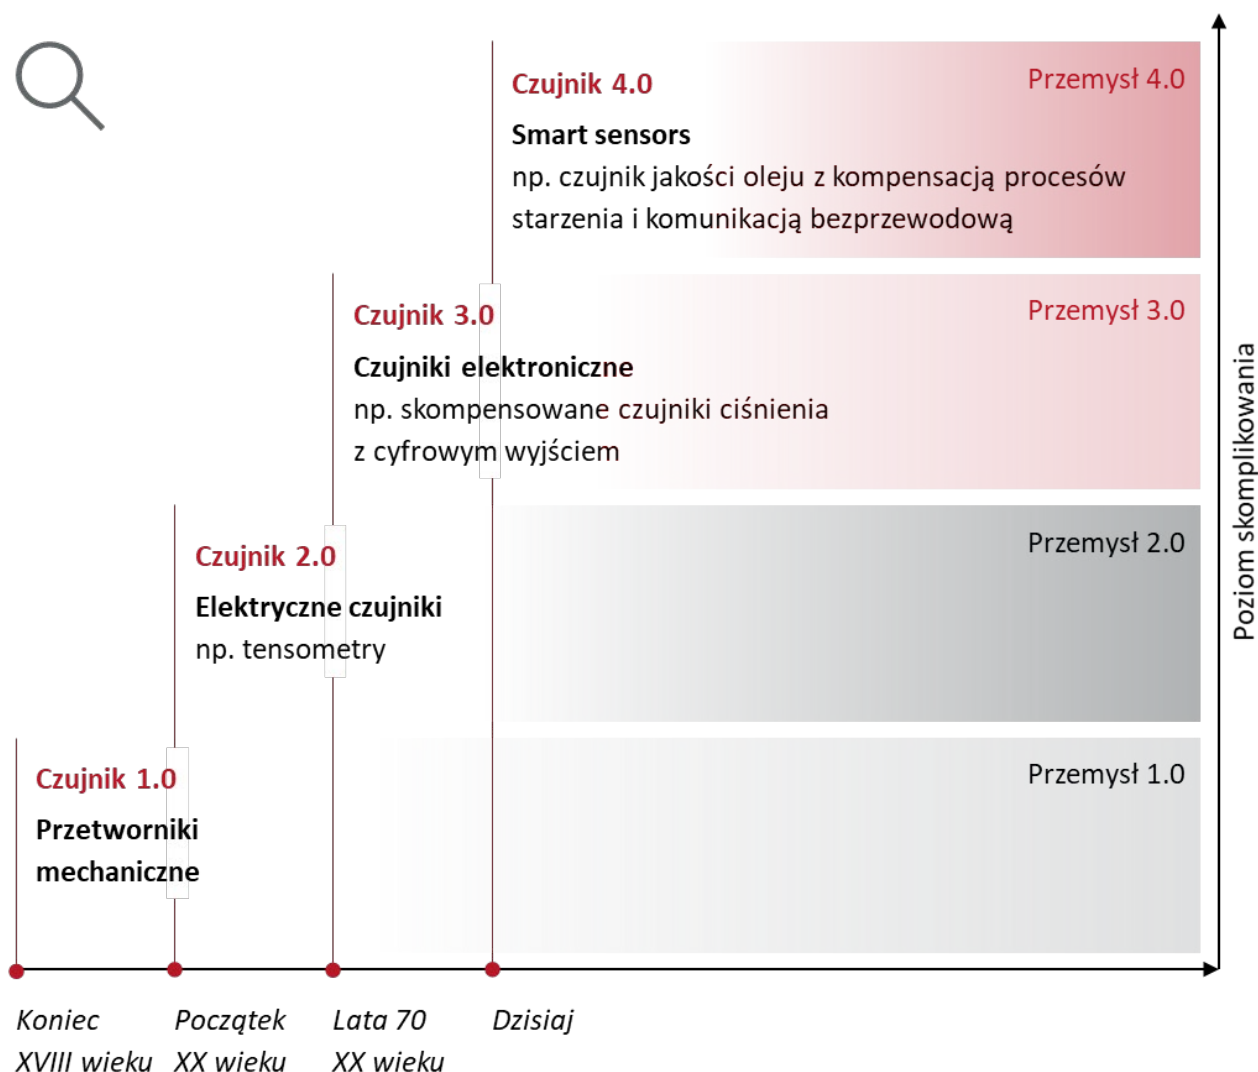 Czujnik 4.0
Przemysł 4.0
Smart sensors
np. czujnik jakości oleju z kompensacją procesów
starzenia i komunikacją bezprzewodową
Czujnik 3.0
Przemysł 3.0
Czujniki elektroniczne
np. skompensowane czujniki ciśnienia
z cyfrowym wyjściem
Czujnik 2.0
Przemysł 2.0
Elektryczne czujniki
np. tensometry
Czujnik 1.0
Przemysł 1.0
Przetworniki
mechaniczne
Poziom skomplikowania
Koniec
XVIII wieku
Początek
XX wieku
Lata 70
XX wieku
Dzisiaj